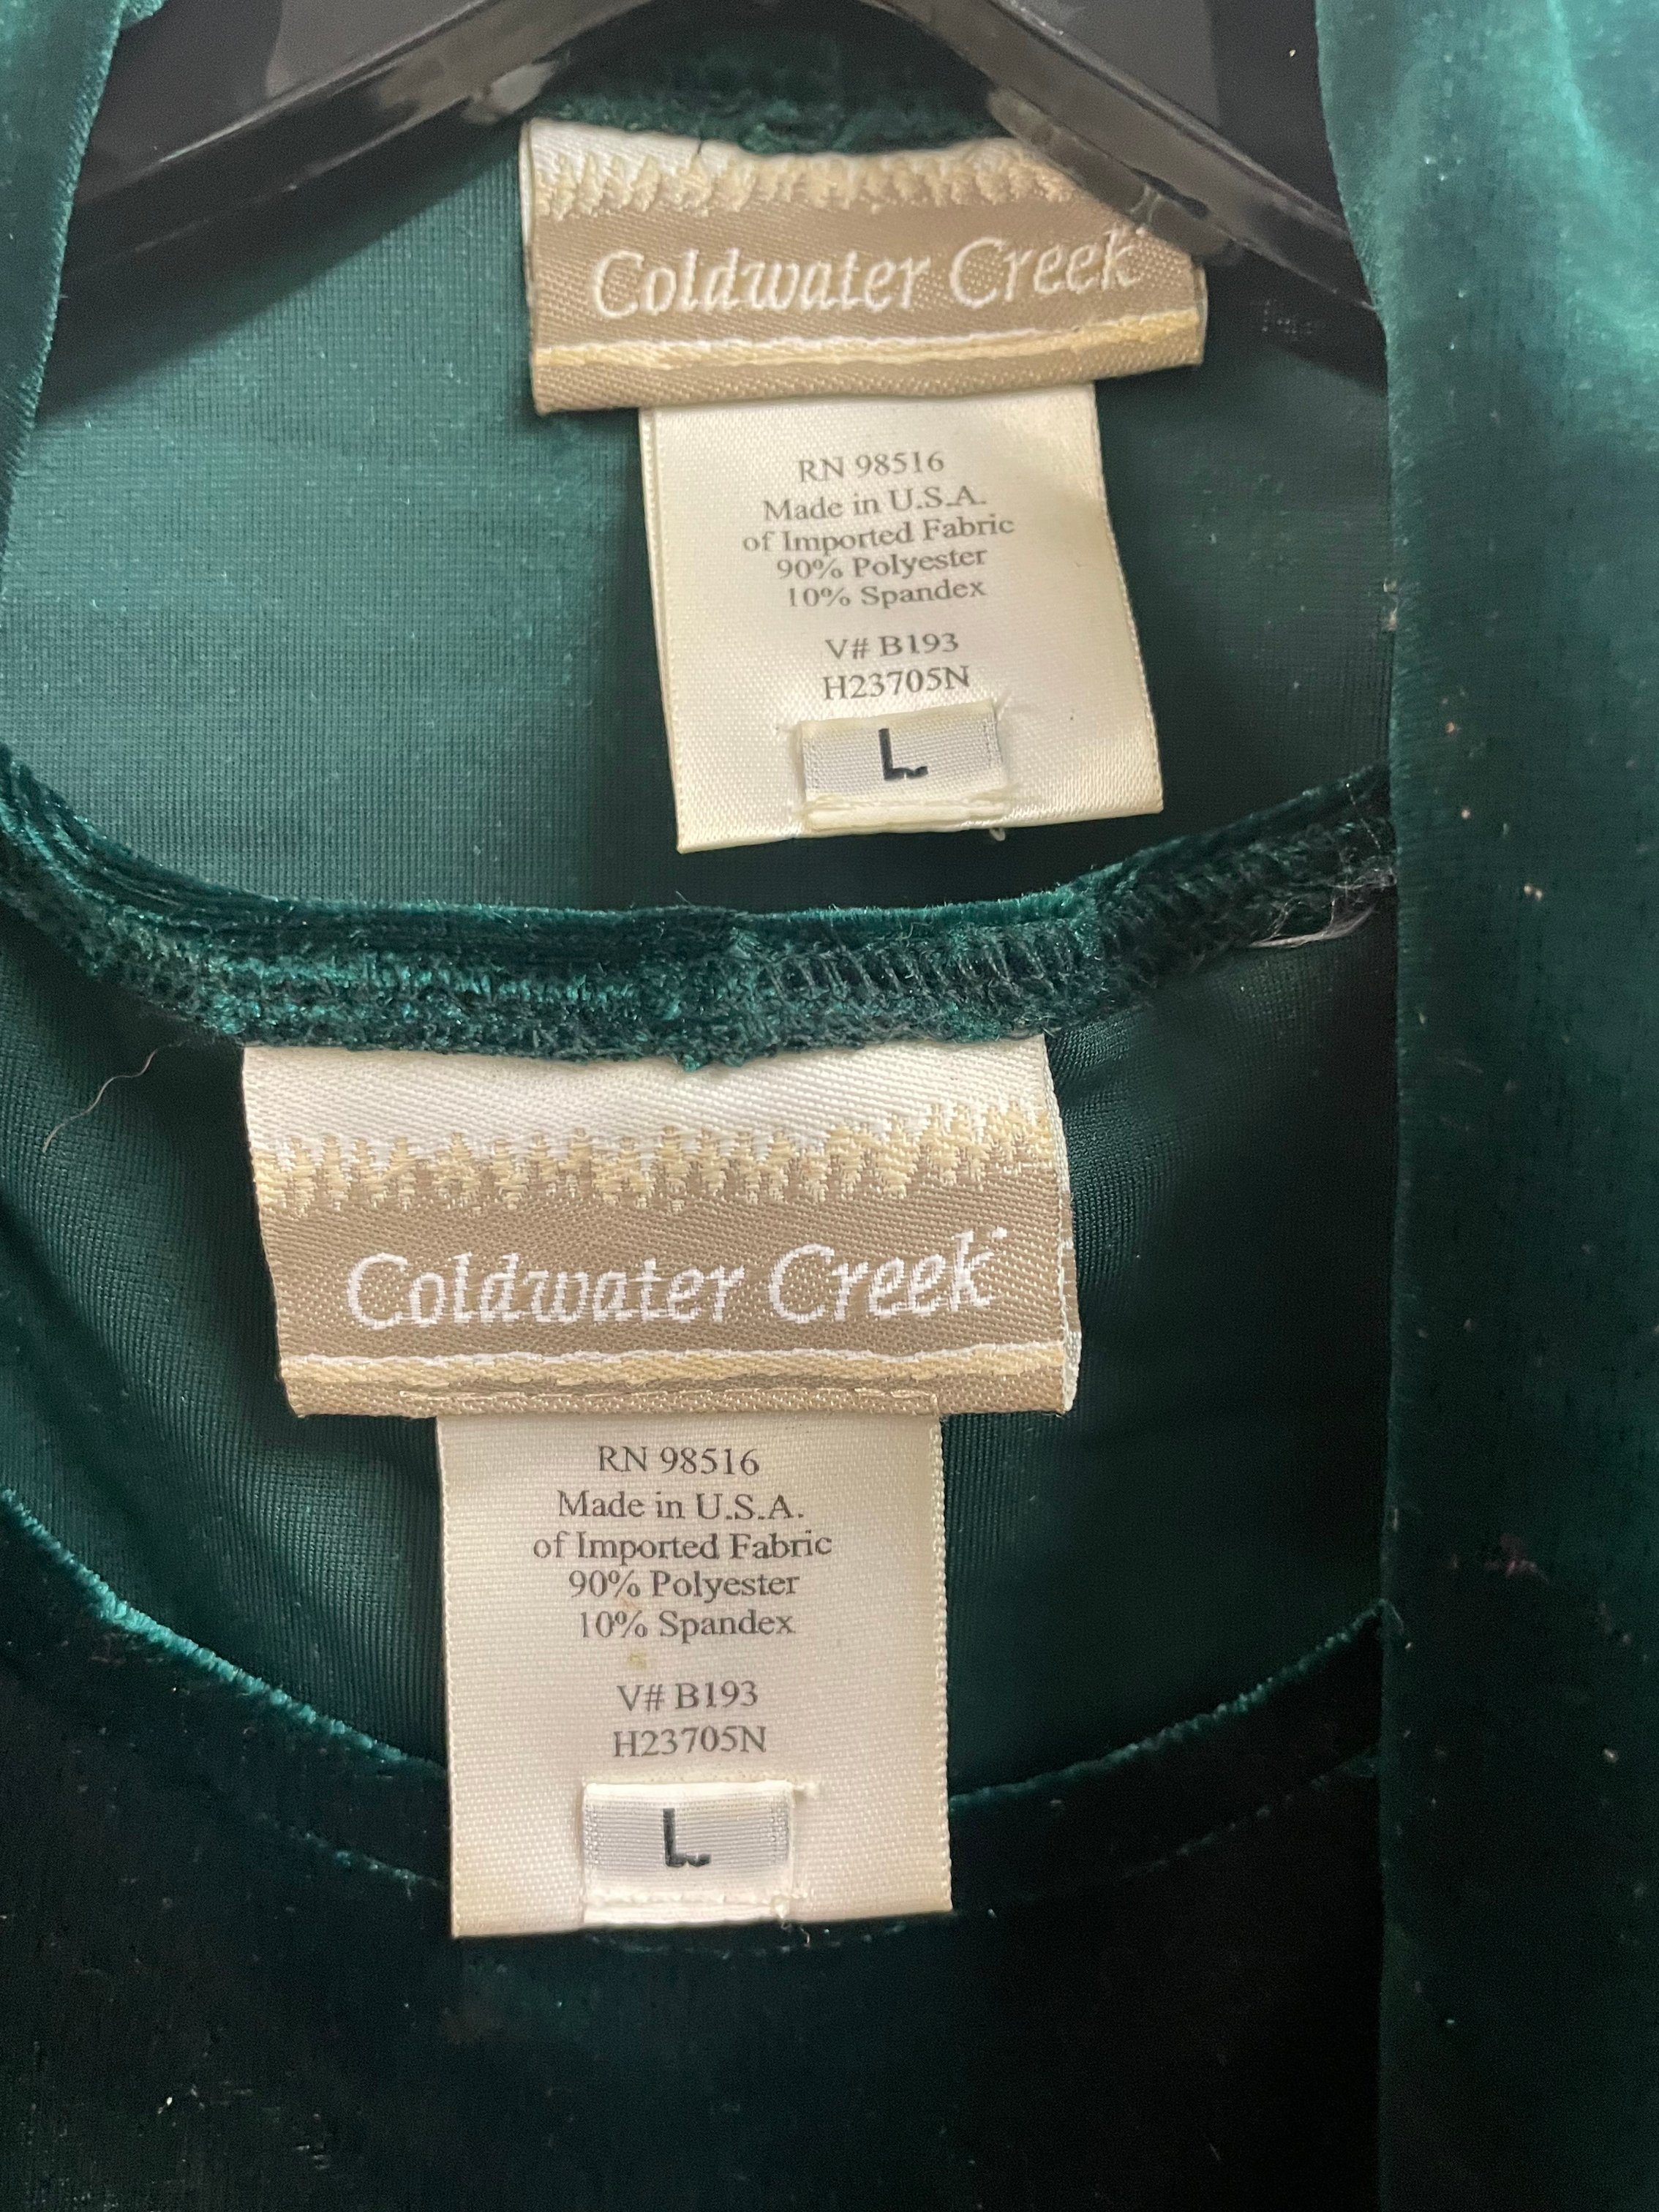 Coldwater Creek
RN 98516
Made in U.S.A.
of Imported Fabric
90% Polyester
10% Spandex
V# B193
H23705N
L
Coldwater Creek
RN 98516
Made in U.S.A.
of Imported Fabric
90% Polyester
10% Spandex
V# B193
H23705N
L